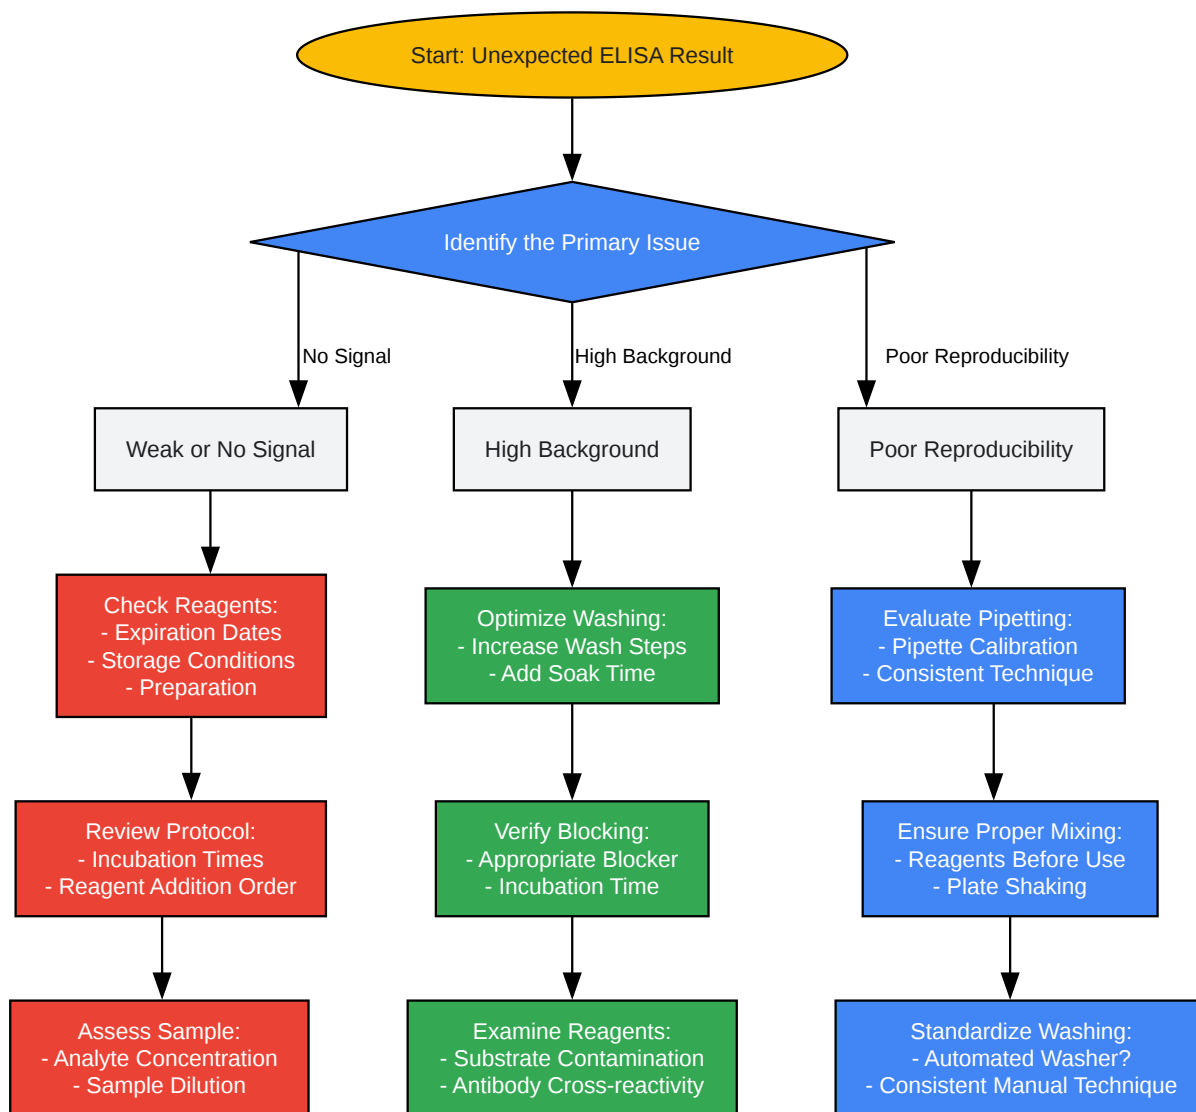 Start: Unexpected ELISA Result
Identify the Primary Issue
No Signal
High Background
Poor Reproducibility
Weak or No Signal
High Background
Poor Reproducibility
Check Reagents:
- Expiration Dates
- Storage Conditions
- Preparation
Optimize Washing:
- Increase Wash Steps
- Add Soak Time
Evaluate Pipetting:
- Pipette Calibration
- Consistent Technique
Review Protocol:
- Incubation Times
- Reagent Addition Order
Verify Blocking:
- Appropriate Blocker
- Incubation Time
Ensure Proper Mixing:
- Reagents Before Use
- Plate Shaking
Assess Sample:
- Analyte Concentration
- Sample Dilution
Examine Reagents:
- Substrate Contamination
- Antibody Cross-reactivity
Standardize Washing:
- Automated Washer?
- Consistent Manual Technique